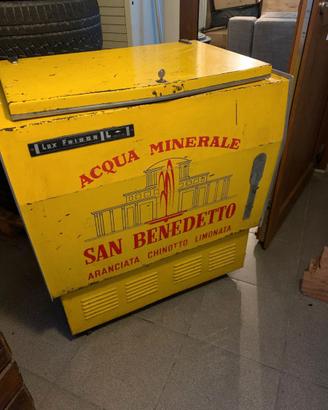 Lux Frigor L
ACQUA MINERALE
SAN BENEDETTO
ARANCIATA CHINOTTO LIMONATA